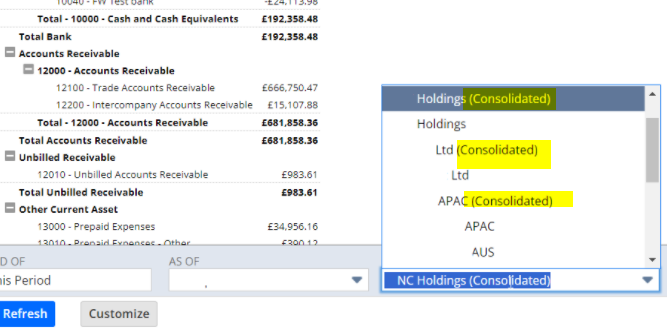 10040 - FW Test bank -£24,113.98
Total - 10000 - Cash and Cash Equivalents £192,358.48
Total Bank £192,358.48
Accounts Receivable
12000 - Accounts Receivable
12100 - Trade Accounts Receivable £666,750.47
12200 - Intercompany Accounts Receivable £15,107.88
Total - 12000 - Accounts Receivable £681,858.36
Total Accounts Receivable £681,858.36
Unbilled Receivable
12010 - Unbilled Accounts Receivable £983.61
Total Unbilled Receivable £983.61
Other Current Asset
13000 - Prepaid Expenses £34,956.16
13010 - Prepaid Expenses - Other £390.12
Holdings (Consolidated)
Holdings
Ltd (Consolidated)
Ltd
APAC (Consolidated)
APAC
AUS
D OF
AS OF
his Period
,
NC Holdings (Consolidated)
Refresh
Customize